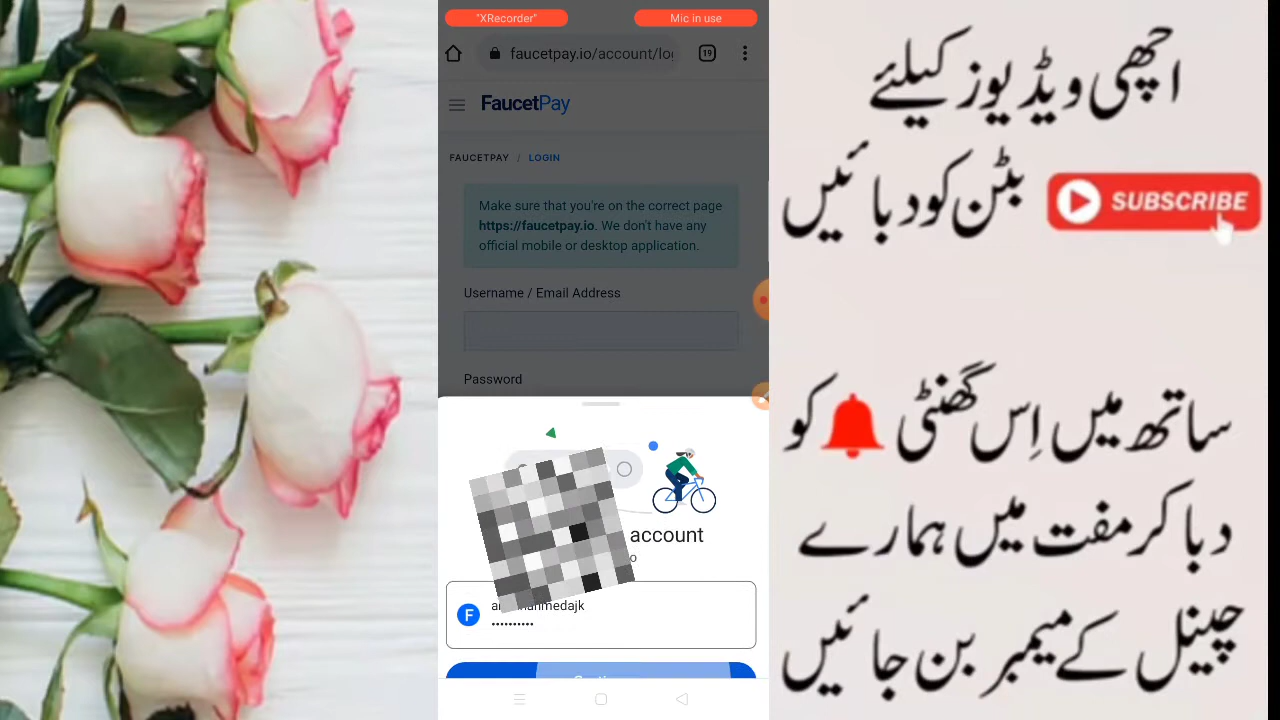 "XRecorder"
Mic in use
faucetpay.io/account/lo
19
FaucetPay
FAUCETPAY / LOGIN
Make sure that you're on the correct page
https://faucetpay.io. We don't have any
official mobile or desktop application.
Username / Email Address
Password
account
F
••••••••••
اچھی ویڈیوز کیلئے
بٹن کو دبائیں
SUBSCRIBE
ساتھ میں اِس گھنٹی کو
دبا کر مفت میں ہمارے
چینل کے میمبر بن جائیں